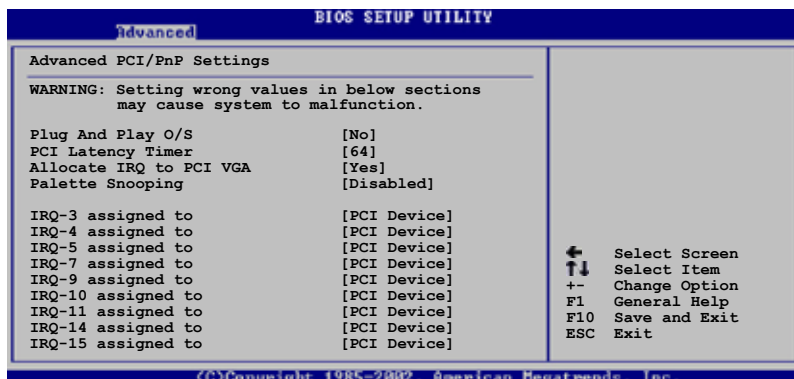 BIOS SETUP UTILITY
Advanced
Advanced PCI/PnP Settings
WARNING: Setting wrong values in below sections
may cause system to malfunction.
Plug And Play O/S [No]
PCI Latency Timer [64]
Allocate IRQ to PCI VGA [Yes]
Palette Snooping [Disabled]
IRQ-3 assigned to [PCI Device]
IRQ-4 assigned to [PCI Device]
IRQ-5 assigned to [PCI Device]
IRQ-7 assigned to [PCI Device]
IRQ-9 assigned to [PCI Device]
IRQ-10 assigned to [PCI Device]
IRQ-11 assigned to [PCI Device]
IRQ-14 assigned to [PCI Device]
IRQ-15 assigned to [PCI Device]
← Select Screen
↑↓ Select Item
+- Change Option
F1 General Help
F10 Save and Exit
ESC Exit
(C)Copyright 1985-2002, American Megatrends, Inc.